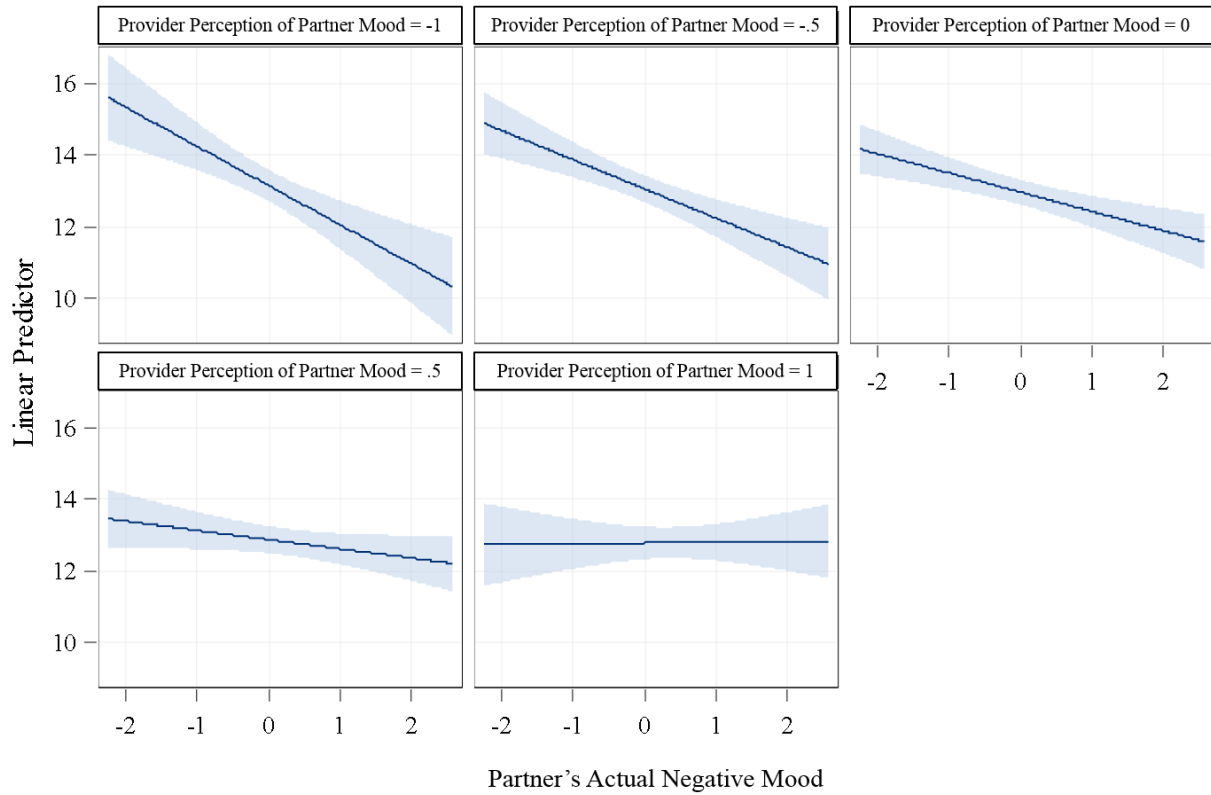 Provider Perception of Partner Mood = -1
Provider Perception of Partner Mood = -.5
Provider Perception of Partner Mood = 0
16
14
12
10
-2 -1 0 1 2
Linear Predictor
Provider Perception of Partner Mood = .5
Provider Perception of Partner Mood = 1
16
14
12
10
-2 -1 0 1 2
-2 -1 0 1 2
Partner’s Actual Negative Mood